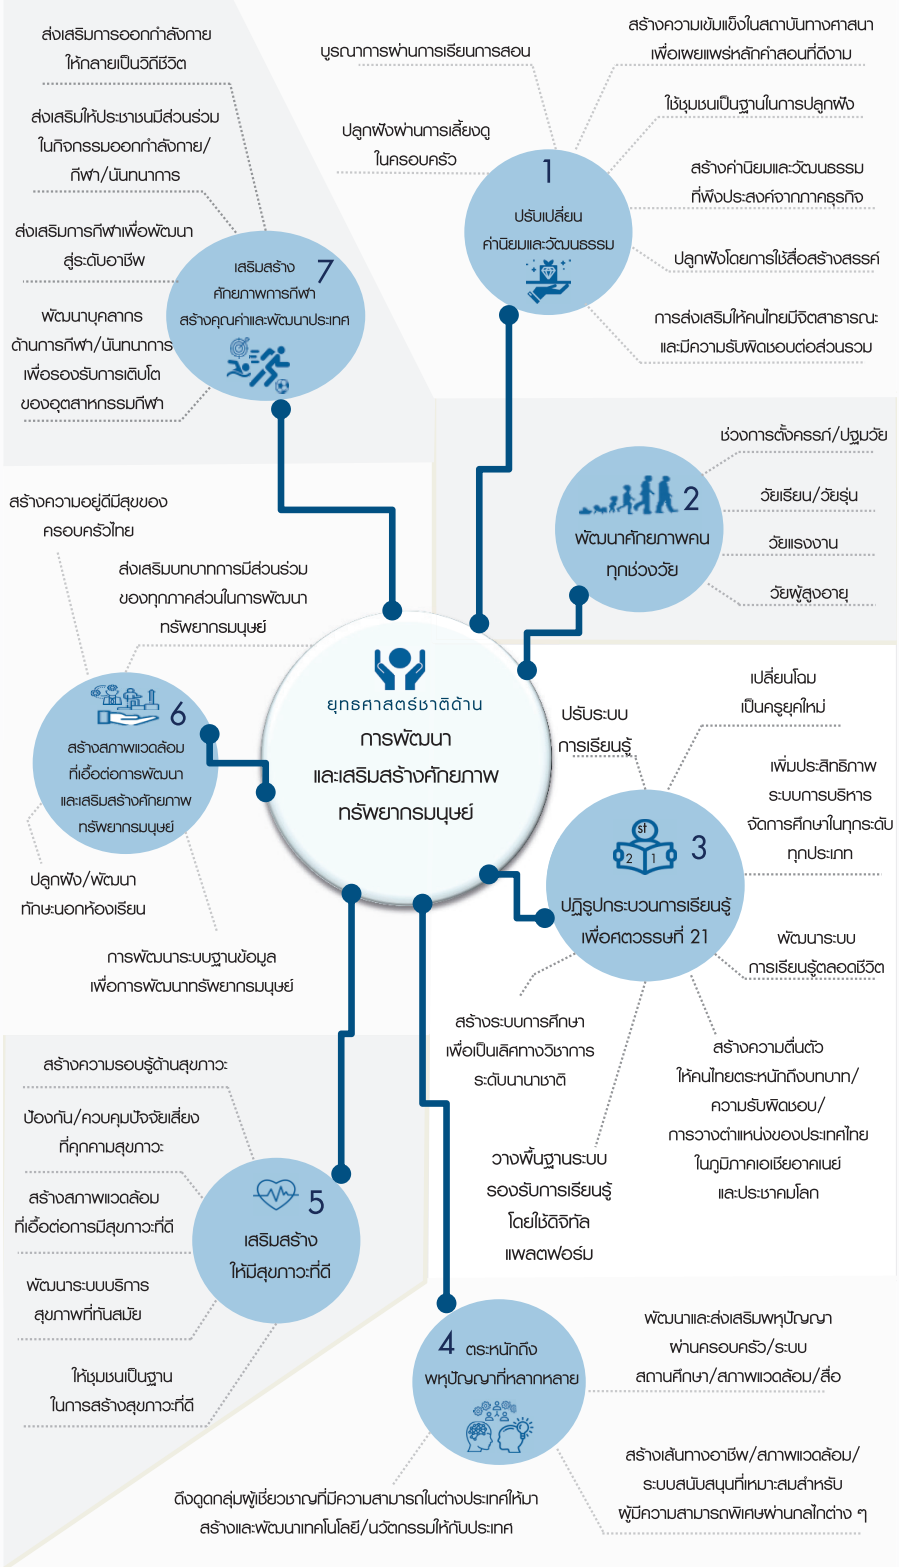 ยุทธศาสตร์ชาติด้าน
การพัฒนา
และเสริมสร้างศักยภาพ
ทรัพยากรมนุษย์
1
ปรับเปลี่ยน
ค่านิยมและวัฒนธรรม
ปลูกฝังผ่านการเลี้ยงดู
ในครอบครัว
บูรณาการผ่านการเรียนการสอน
สร้างความเข้มแข็งในสถาบันทางศาสนา
เพื่อเผยแพร่หลักคำสอนที่ดีงาม
ใช้ชุมชนเป็นฐานในการปลูกฝัง
สร้างค่านิยมและวัฒนธรรม
ที่พึงประสงค์จากภาคธุรกิจ
ปลูกฝังโดยการใช้สื่อสร้างสรรค์
การส่งเสริมให้คนไทยมีจิตสาธารณะ
และมีความรับผิดชอบต่อส่วนรวม
2
พัฒนาศักยภาพคน
ทุกช่วงวัย
ช่วงการตั้งครรภ์/ปฐมวัย
วัยเรียน/วัยรุ่น
วัยแรงงาน
วัยผู้สูงอายุ
st
2 1
3
ปฏิรูปกระบวนการเรียนรู้
เพื่อศตวรรษที่ 21
ปรับระบบ
การเรียนรู้
เปลี่ยนโฉม
เป็นครูยุคใหม่
เพิ่มประสิทธิภาพ
ระบบการบริหาร
จัดการศึกษาในทุกระดับ
ทุกประเภท
พัฒนาระบบ
การเรียนรู้ตลอดชีวิต
สร้างความตื่นตัว
ให้คนไทยตระหนักถึงบทบาท/
ความรับผิดชอบ/
การวางตำแหน่งของประเทศไทย
ในภูมิภาคเอเชียอาคเนย์
และประชาคมโลก
วางพื้นฐานระบบ
รองรับการเรียนรู้
โดยใช้ดิจิทัล
แพลตฟอร์ม
สร้างระบบการศึกษา
เพื่อเป็นเลิศทางวิชาการ
ระดับนานาชาติ
4 ตระหนักถึง
พหุปัญญาที่หลากหลาย
พัฒนาและส่งเสริมพหุปัญญา
ผ่านครอบครัว/ระบบ
สถานศึกษา/สภาพแวดล้อม/สื่อ
สร้างเส้นทางอาชีพ/สภาพแวดล้อม/
ระบบสนับสนุนที่เหมาะสมสำหรับ
ผู้มีความสามารถพิเศษผ่านกลไกต่าง ๆ
ดึงดูดกลุ่มผู้เชี่ยวชาญที่มีความสามารถในต่างประเทศให้มา
สร้างและพัฒนาเทคโนโลยี/นวัตกรรมให้กับประเทศ
5
เสริมสร้าง
ให้มีสุขภาวะที่ดี
สร้างความรอบรู้ด้านสุขภาวะ
ป้องกัน/ควบคุมปัจจัยเสี่ยง
ที่คุกคามสุขภาวะ
สร้างสภาพแวดล้อม
ที่เอื้อต่อการมีสุขภาวะที่ดี
พัฒนาระบบบริการ
สุขภาพที่ทันสมัย
ให้ชุมชนเป็นฐาน
ในการสร้างสุขภาวะที่ดี
6
สร้างสภาพแวดล้อม
ที่เอื้อต่อการพัฒนา
และเสริมสร้างศักยภาพ
ทรัพยากรมนุษย์
สร้างความอยู่ดีมีสุขของ
ครอบครัวไทย
ส่งเสริมบทบาทการมีส่วนร่วม
ของทุกภาคส่วนในการพัฒนา
ทรัพยากรมนุษย์
ปลูกฝัง/พัฒนา
ทักษะนอกห้องเรียน
การพัฒนาระบบฐานข้อมูล
เพื่อการพัฒนาทรัพยากรมนุษย์
7
เสริมสร้าง
ศักยภาพการกีฬา
สร้างคุณค่าและพัฒนาประเทศ
ส่งเสริมการออกกำลังกาย
ให้กลายเป็นวิถีชีวิต
ส่งเสริมให้ประชาชนมีส่วนร่วม
ในกิจกรรมออกกำลังกาย/
กีฬา/นันทนาการ
ส่งเสริมการกีฬาเพื่อพัฒนา
สู่ระดับอาชีพ
พัฒนาบุคลากร
ด้านการกีฬา/นันทนาการ
เพื่อรองรับการเติบโต
ของอุตสาหกรรมกีฬา